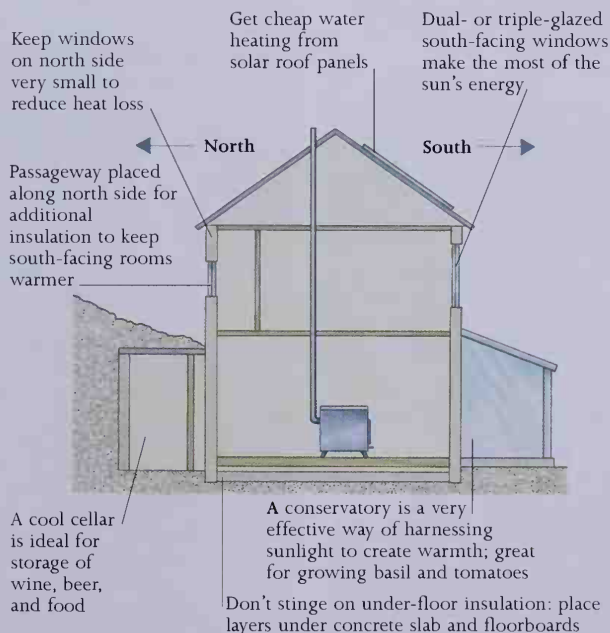 Keep windows
on north side
very small to
reduce heat loss
Get cheap water
heating from
solar roof panels
Dual- or triple-glazed
south-facing windows
make the most of the
sun's energy
North
South
Passageway placed
along north side for
additional
insulation to keep
south-facing rooms
warmer
A cool cellar
is ideal for
storage of
wine, beer,
and food
A conservatory is a very
effective way of harnessing
sunlight to create warmth; great
for growing basil and tomatoes
Don't stinge on under-floor insulation: place
layers under concrete slab and floorboards